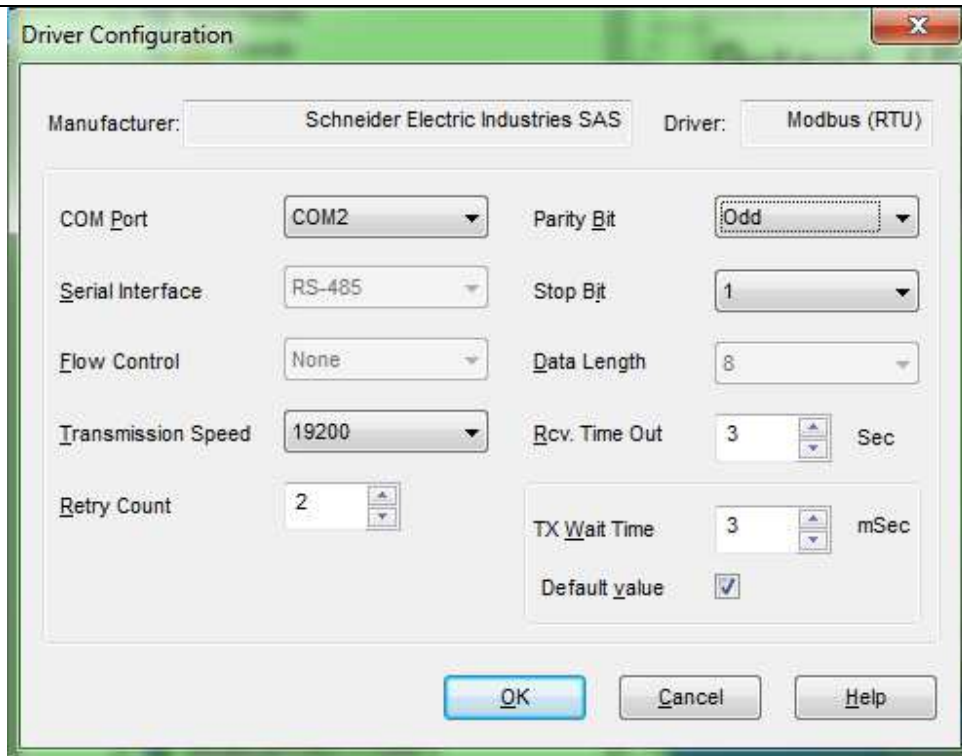 Driver Configuration
Manufacturer: Schneider Electric Industries SAS Driver: Modbus (RTU)
COM Port COM2 Parity Bit Odd
Serial Interface RS-485 Stop Bit 1
Flow Control None Data Length 8
Transmission Speed 19200 Rcv. Time Out 3 Sec
Retry Count 2
TX Wait Time 3 mSec
Default value
OK Cancel Help